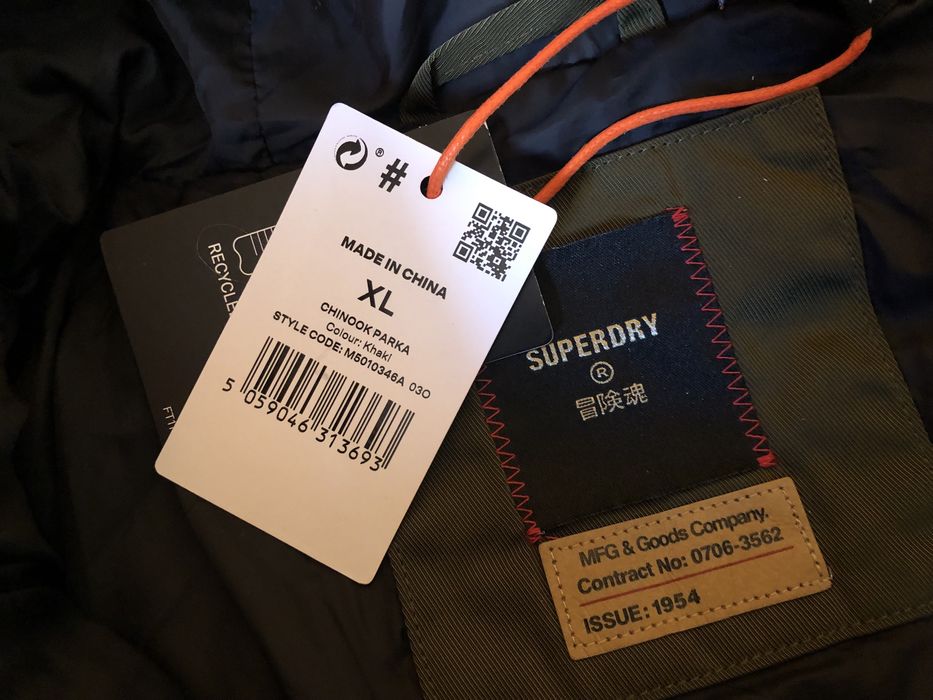 ® #
MADE IN CHINA
XL
CHINOOK PARKA
Colour: Khaki
STYLE CODE: M5010346A 03O
5 059046 313693
RECYCLE
SUPERDRY
®
冒険魂
MFG & Goods Company.
Contract No: 0706-3562
ISSUE: 1954